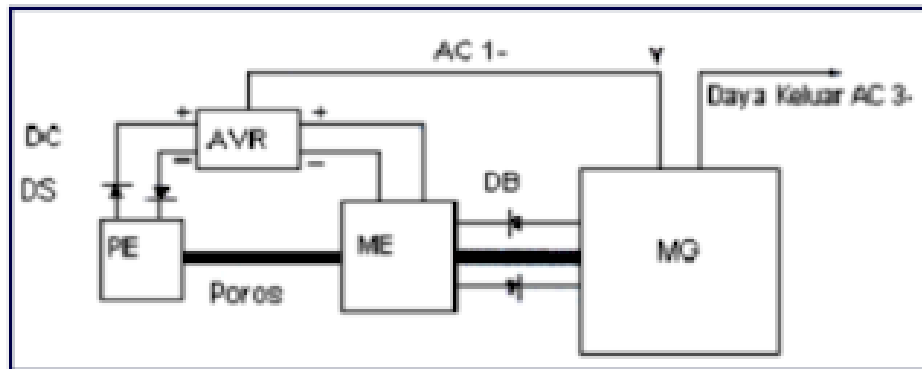 AC 1-
Daya Keluar AC 3-
+ AVR +
- -
DC
DS
DB
PE
ME
MG
Poros